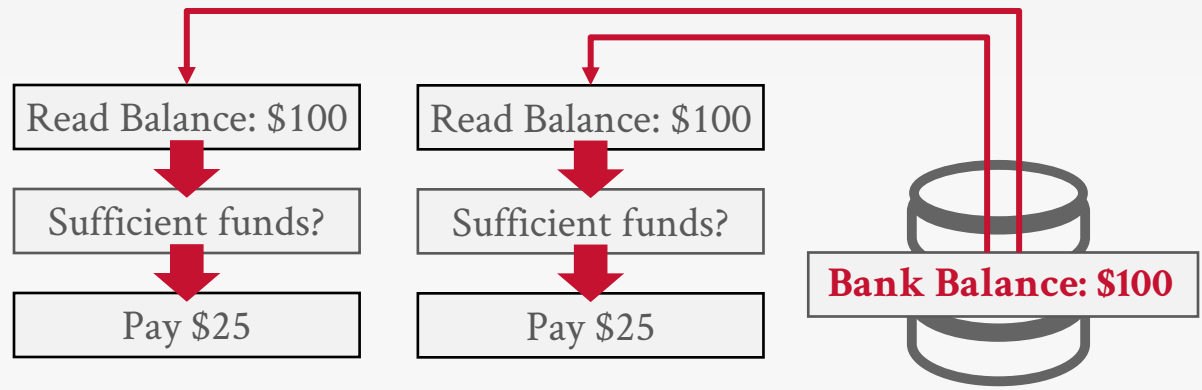 Read Balance: $100
Sufficient funds?
Pay $25
Read Balance: $100
Sufficient funds?
Pay $25
Bank Balance: $100